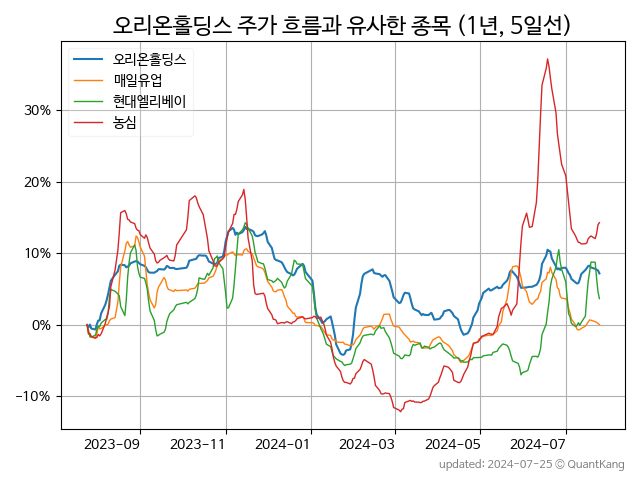 오리온홀딩스 주가 흐름과 유사한 종목 (1년, 5일선)
오리온홀딩스
매일유업
현대엘리베이
농심
30%
20%
10%
0%
−10%
2023-09
2023-11
2024-01
2024-03
2024-05
2024-07
updated: 2024-07-25 © QuantKang